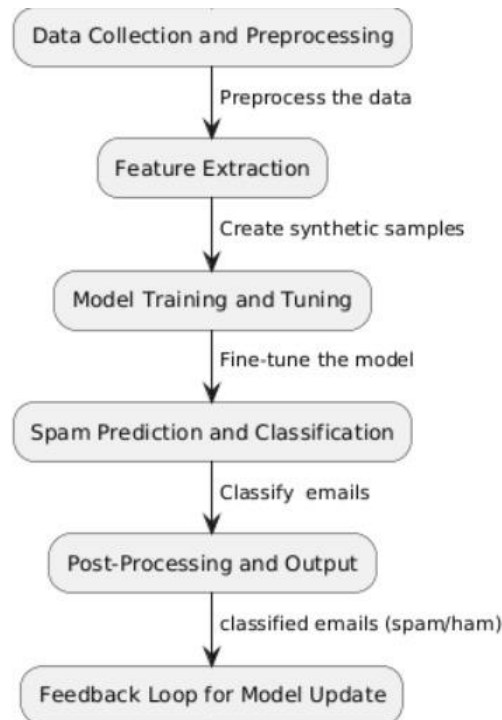 Data Collection and Preprocessing
Preprocess the data
Feature Extraction
Create synthetic samples
Model Training and Tuning
Fine-tune the model
Spam Prediction and Classification
Classify  emails
Post-Processing and Output
classified emails (spam/ham)
Feedback Loop for Model Update